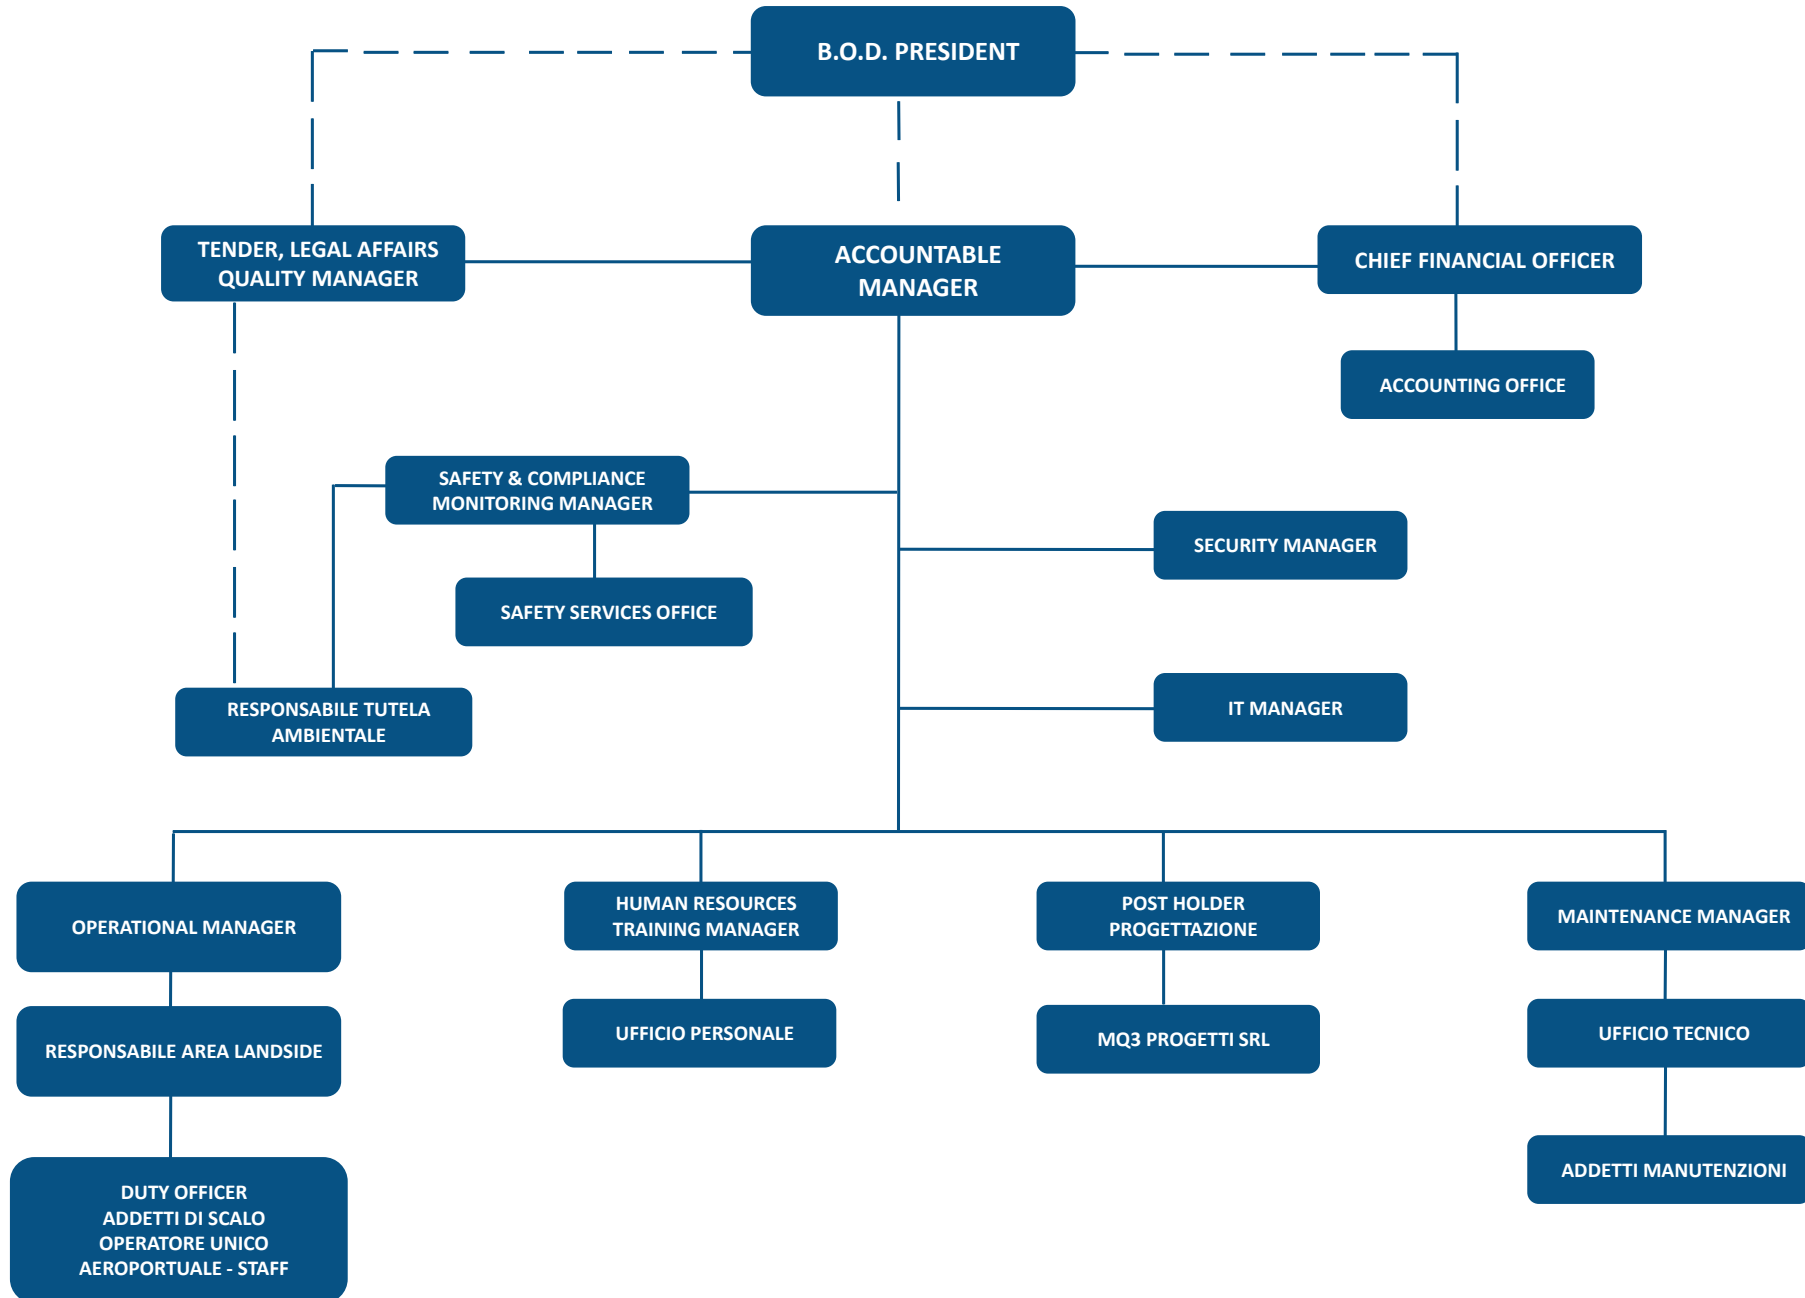 B.O.D. PRESIDENT
TENDER, LEGAL AFFAIRS
QUALITY MANAGER
ACCOUNTABLE
MANAGER
CHIEF FINANCIAL OFFICER
ACCOUNTING OFFICE
SAFETY & COMPLIANCE
MONITORING MANAGER
SECURITY MANAGER
SAFETY SERVICES OFFICE
RESPONSABILE TUTELA
AMBIENTALE
IT MANAGER
OPERATIONAL MANAGER
HUMAN RESOURCES
TRAINING MANAGER
POST HOLDER
PROGETTAZIONE
MAINTENANCE MANAGER
RESPONSABILE AREA LANDSIDE
UFFICIO PERSONALE
MQ3 PROGETTI SRL
UFFICIO TECNICO
DUTY OFFICER
ADDETTI DI SCALO
OPERATORE UNICO
AEROPORTUALE - STAFF
ADDETTI MANUTENZIONI